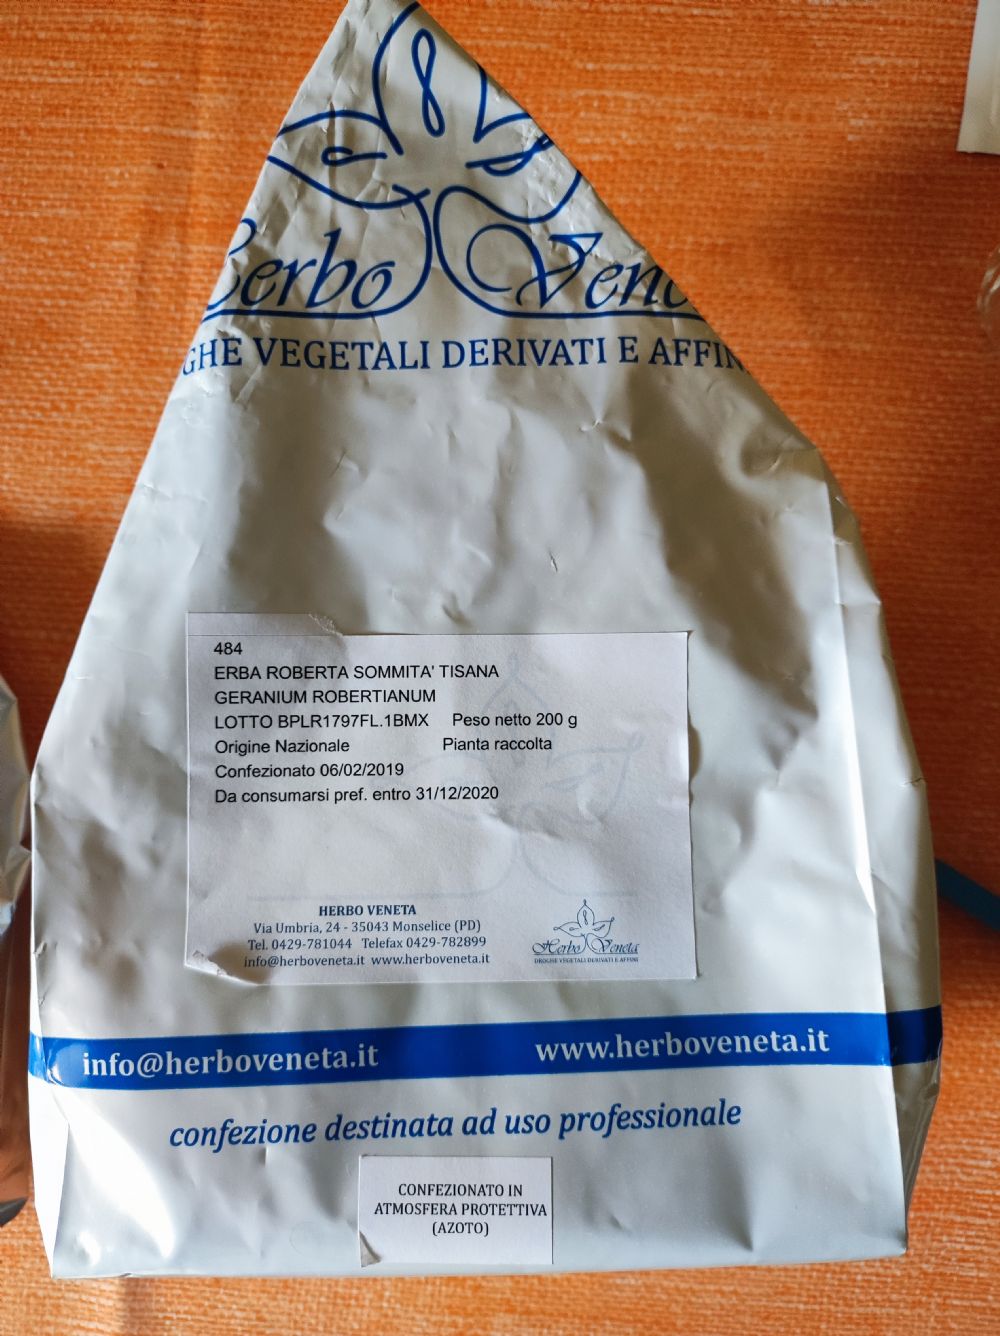 erbo Ven
GHE VEGETALI DERIVATI E AFFIN
484
ERBA ROBERTA SOMMITA' TISANA
GERANIUM ROBERTIANUM
LOTTO BPLR1797FL.1BMX Peso netto 200 g
Origine Nazionale Pianta raccolta
Confezionato 06/02/2019
Da consumarsi pref. entro 31/12/2020
HERBO VENETA
Via Umbria, 24 - 35043 Monselice (PD)
Tel. 0429-781044 Telefax 0429-782899
info@herboveneta.it www.herboveneta.it
Herbo Veneta
DROGHE VEGETALI DERIVATI E AFFINI
info@herboveneta.it www.herboveneta.it
confezione destinata ad uso professionale
CONFEZIONATO IN
ATMOSFERA PROTETTIVA
(AZOTO)